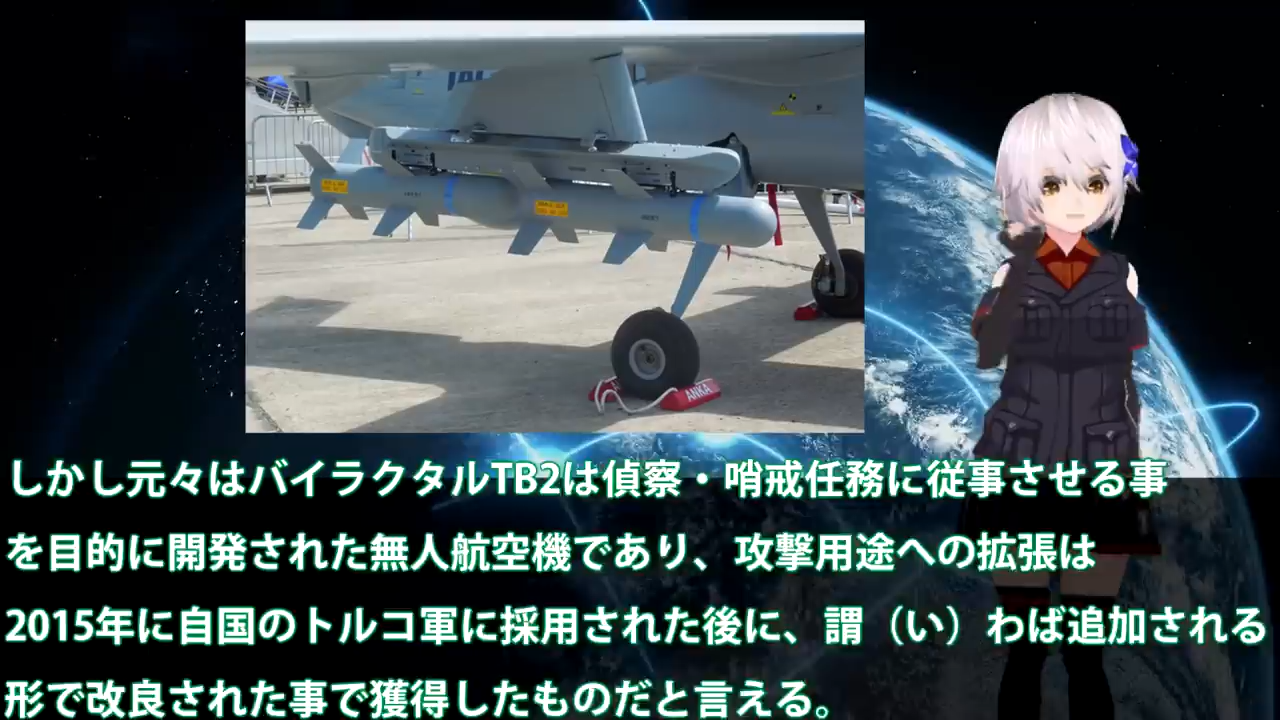 ANKA
しかし元々はバイラクタルTB2は偵察・哨戒任務に従事させる事
を目的に開発された無人航空機であり、攻撃用途への拡張は
2015年に自国のトルコ軍に採用された後に、謂（い）わば追加される
形で改良された事で獲得したものだと言える。